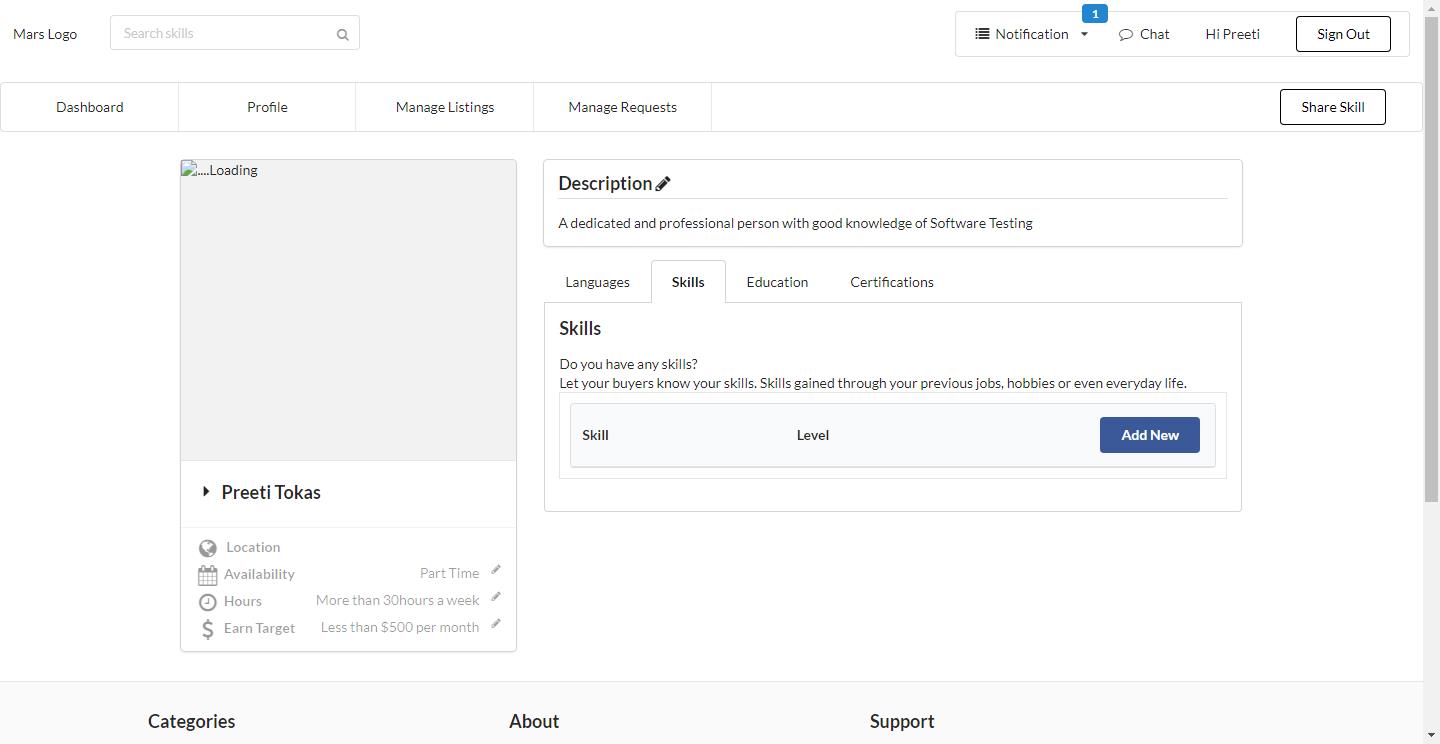 1
Mars Logo
Search skills
Notification
Chat
Hi Preeti
Sign Out
Dashboard
Profile
Manage Listings
Manage Requests
Share Skill
....Loading
Description
A dedicated and professional person with good knowledge of Software Testing
Languages
Skills
Education
Certifications
Skills
Do you have any skills?
Let your buyers know your skills. Skills gained through your previous jobs, hobbies or even everyday life.
Skill
Level
Add New
Preeti Tokas
Location
Availability
Part Time
Hours
More than 30hours a week
Earn Target
Less than $500 per month
Categories
About
Support